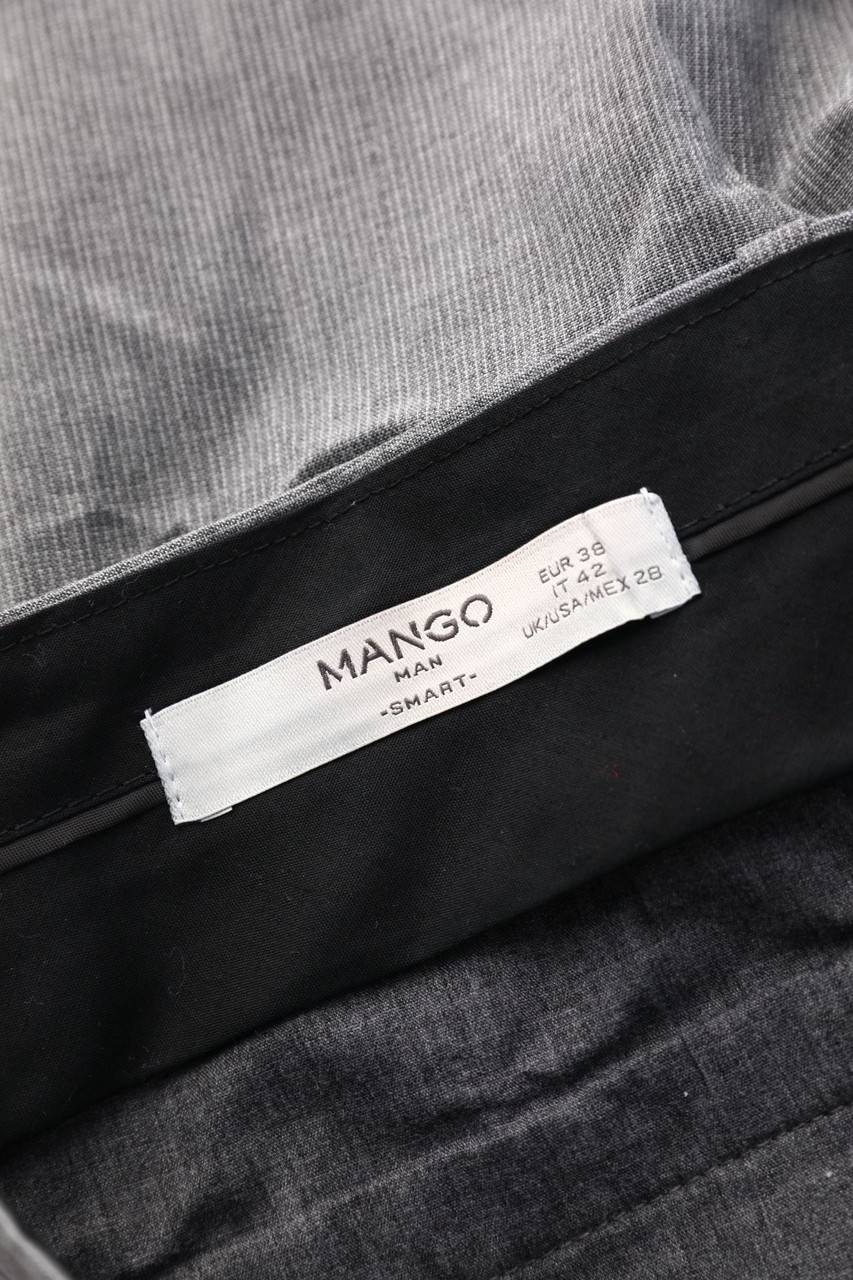 MANGO
MAN
-SMART-
EUR 38
IT 42
UK/USA/MEX 28